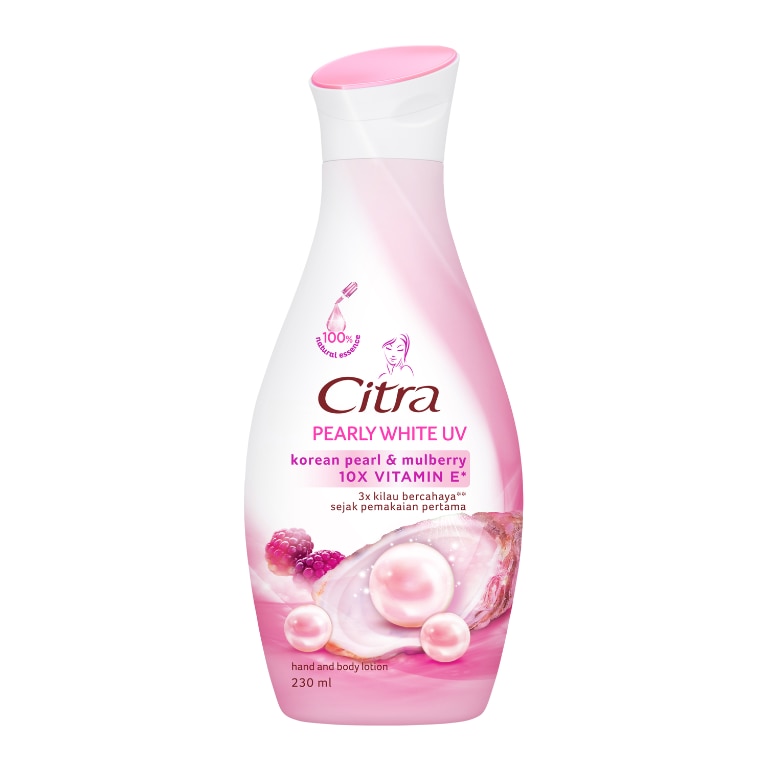 100%
natural essence
Citra
PEARLY WHITE UV
korean pearl & mulberry
10X VITAMIN E*
3x kilau bercahaya**
sejak pemakaian pertama
hand and body lotion
230 ml